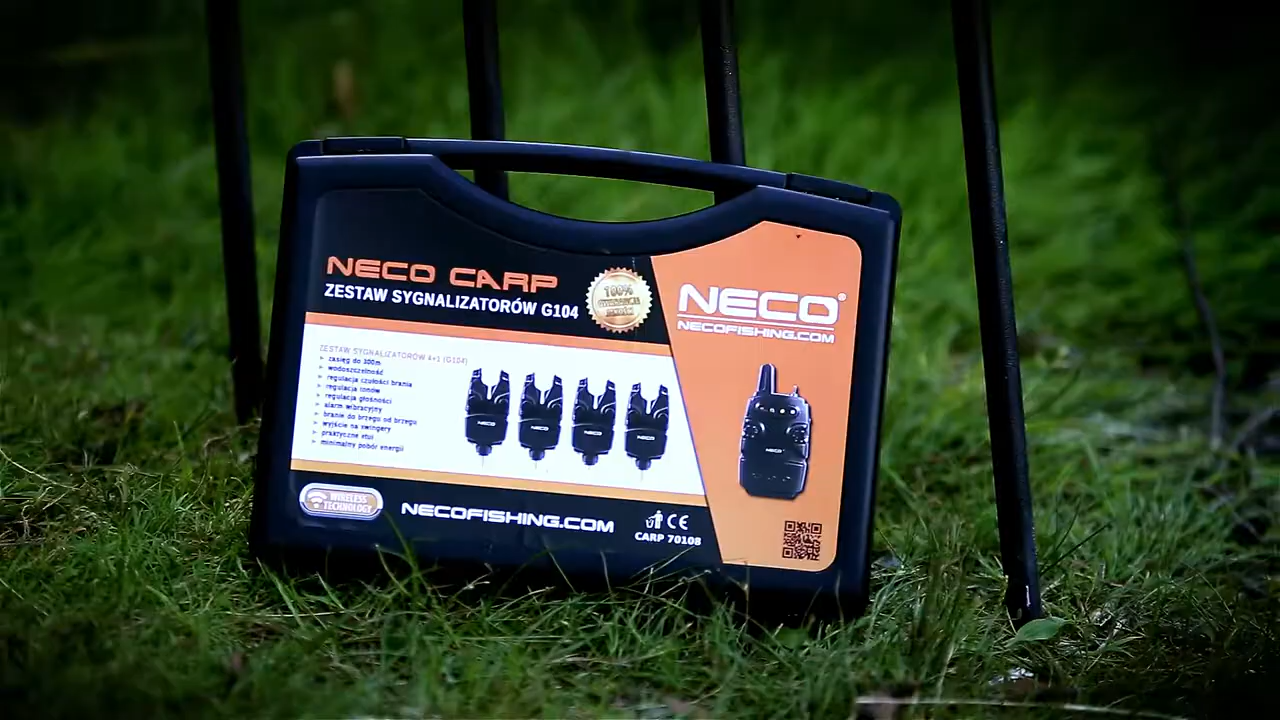 NECO CARP
ZESTAW SYGNALIZATORÓW G104
100%
NECO®
NECOFISHING.COM
ZESTAW SYGNALIZATORÓW 4+1 (G104)
zasięg do 100m
wodoszczelność
regulacja czułości brania
regulacja tonów
regulacja głośności
alarm wibracyjny
branie do brzegu od brzegu
wyjście na swingery
praktyczne etui
minimalny pobór energii
NECO
NECO
NECO
NECO
NECO
WIRELESS
TECHNOLOGY
NECOFISHING.COM
CE
CARP 70108